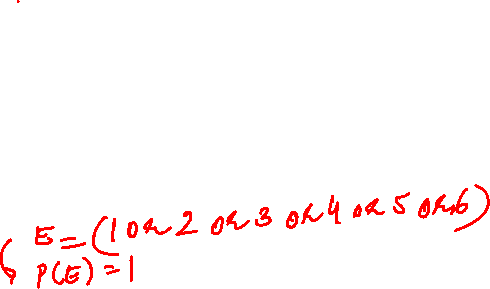 E = (1 or 2 or 3 or 4 or 5 or 6)
P(E) = 1